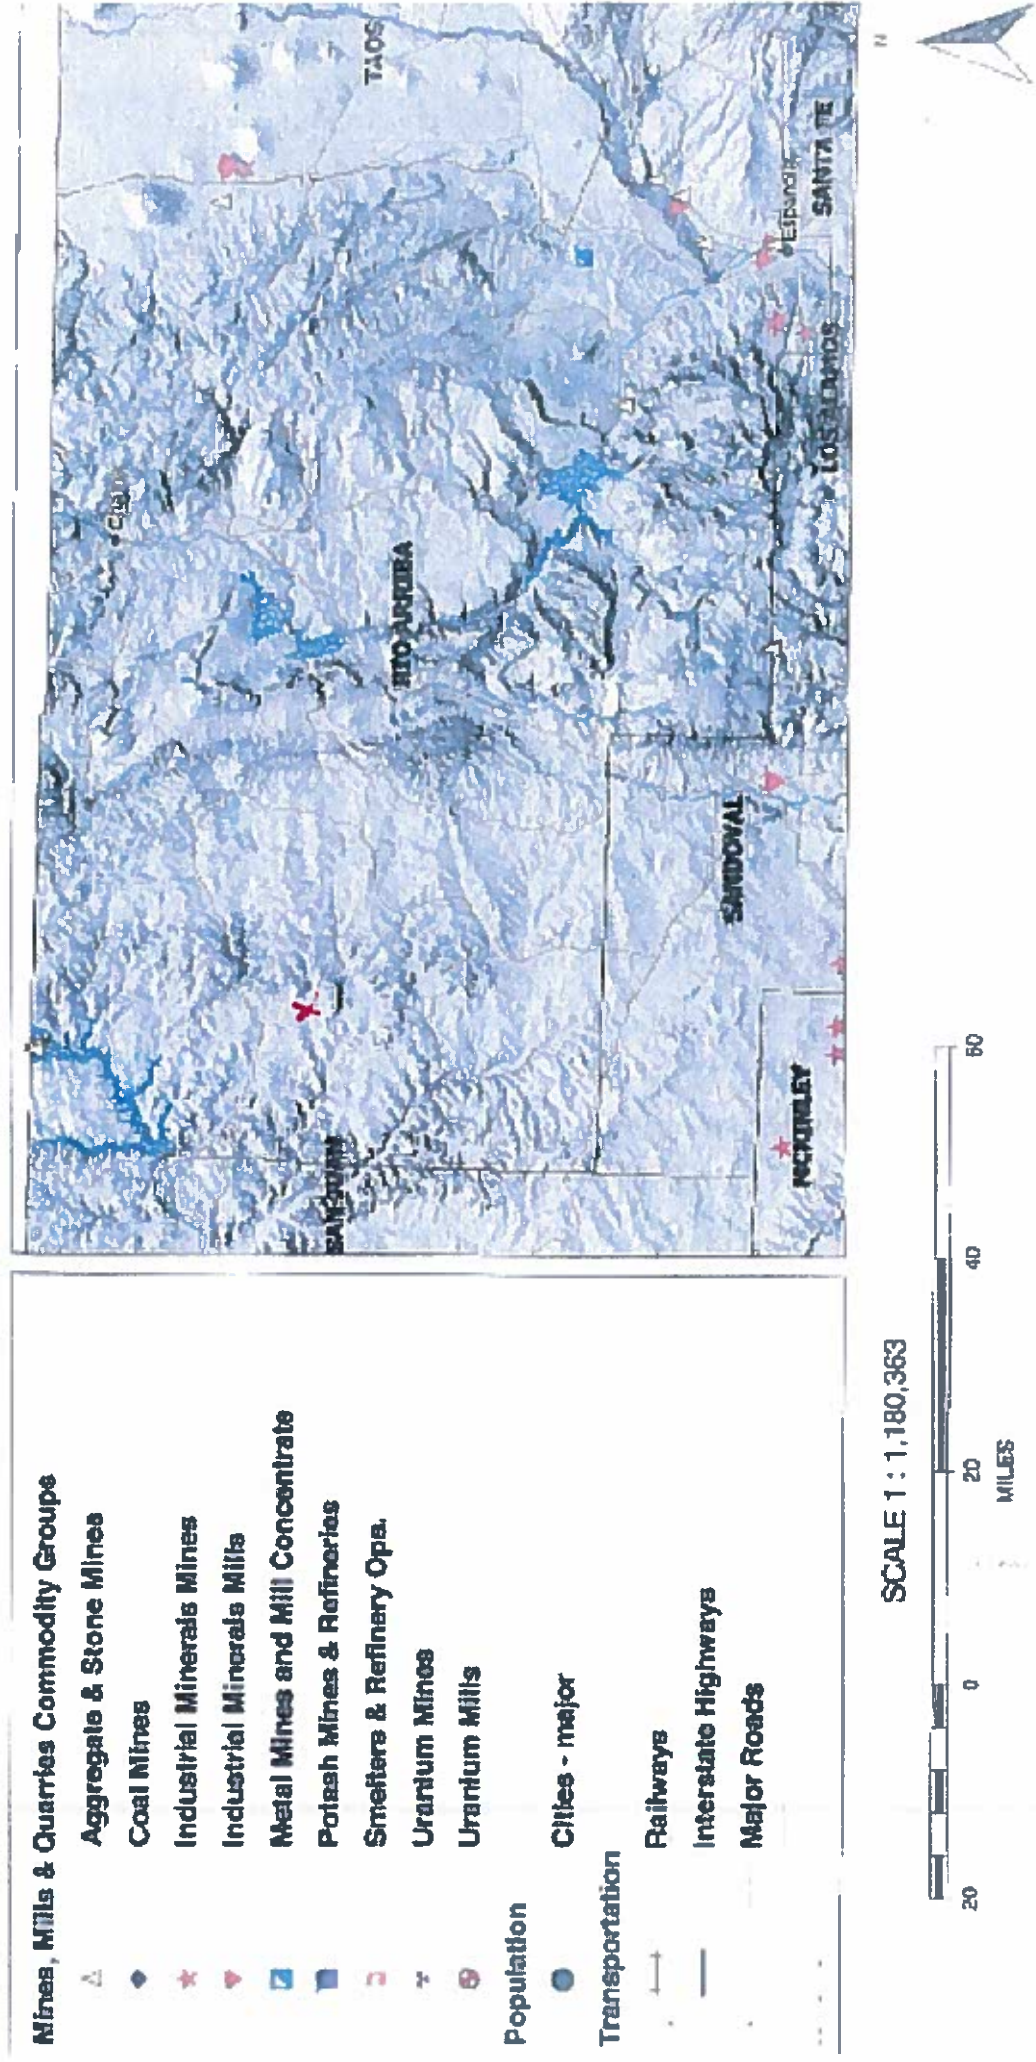 Mines, Mills & Quarries Commodity Groups
Aggregate & Stone Mines
Coal Mines
Industrial Minerals Mines
Industrial Minerals Mills
Metal Mines and Mill Concentrate
Potash Mines & Refineries
Smelters & Refinery Ops.
Uranium Mines
Uranium Mills
Population
Cities - major
Transportation
Railways
Interstate Highways
Major Roads
SAN JUAN
X
RIO ARRIBA
TAOS
MCKINLEY
SANDOVAL
LOS ALAMOS
SANTA FE
N
SCALE 1 : 1,180,363
20
0
20
40
60
MILES